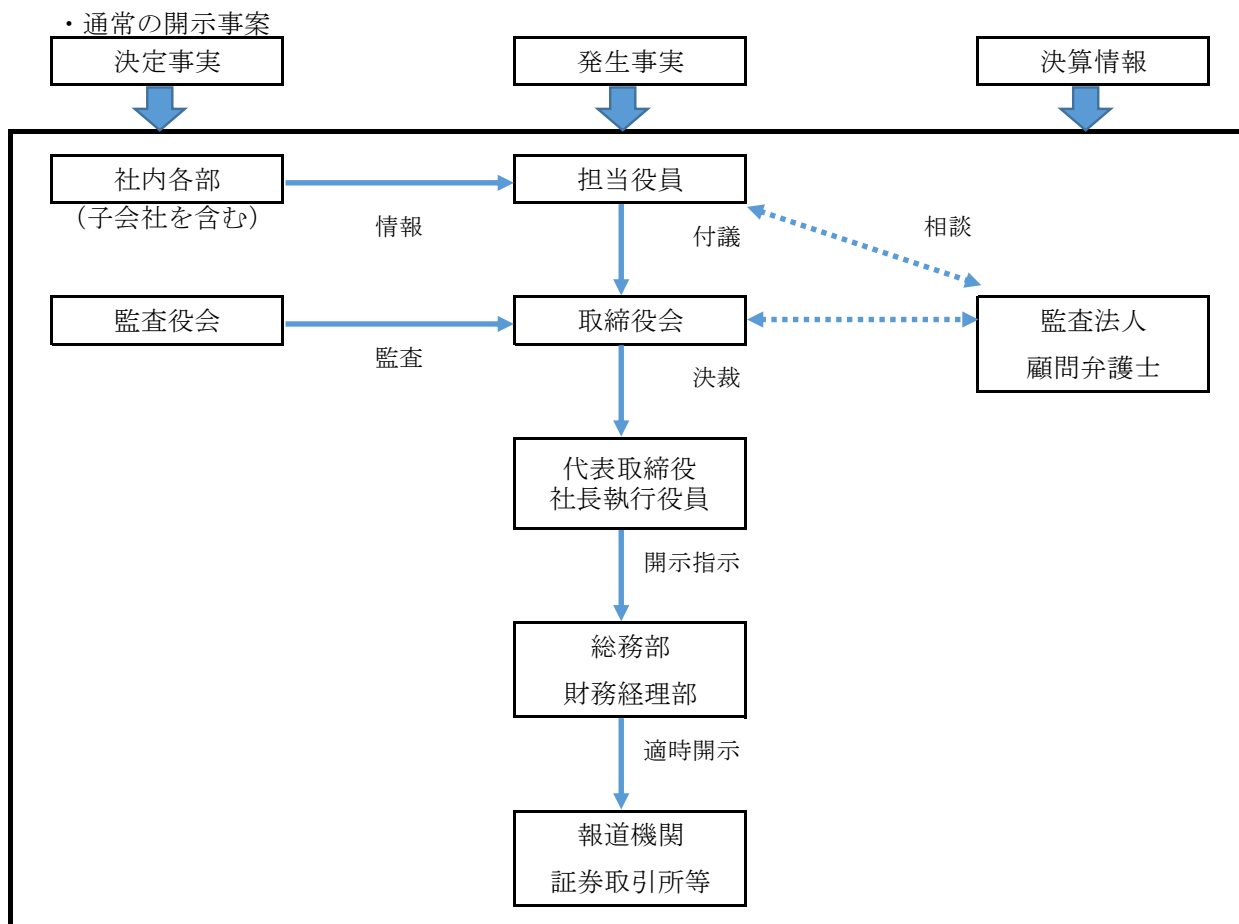 ・通常の開示事案
決定事実
発生事実
決算情報
社内各部
（子会社を含む）
情報
担当役員
付議
相談
監査役会
監査
取締役会
決裁
監査法人
顧問弁護士
代表取締役
社長執行役員
開示指示
総務部
財務経理部
適時開示
報道機関
証券取引所等